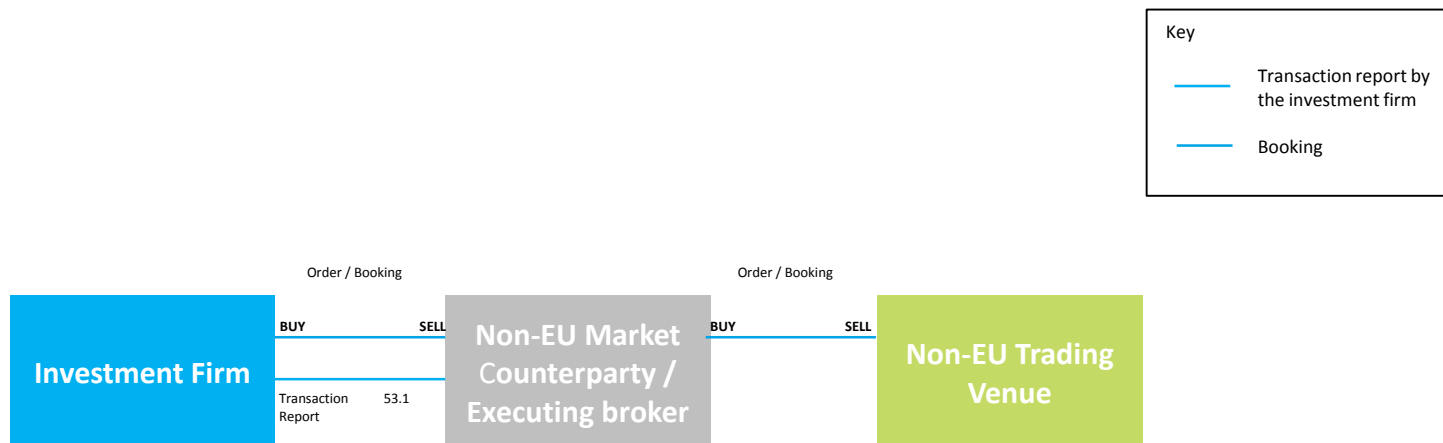 Key
Transaction report by
the investment firm
Booking
Order / Booking
Order / Booking
BUY SELL
BUY SELL
Investment Firm
Non-EU Market
Counterparty /
Executing broker
Non-EU Trading
Venue
Transaction 53.1
Report